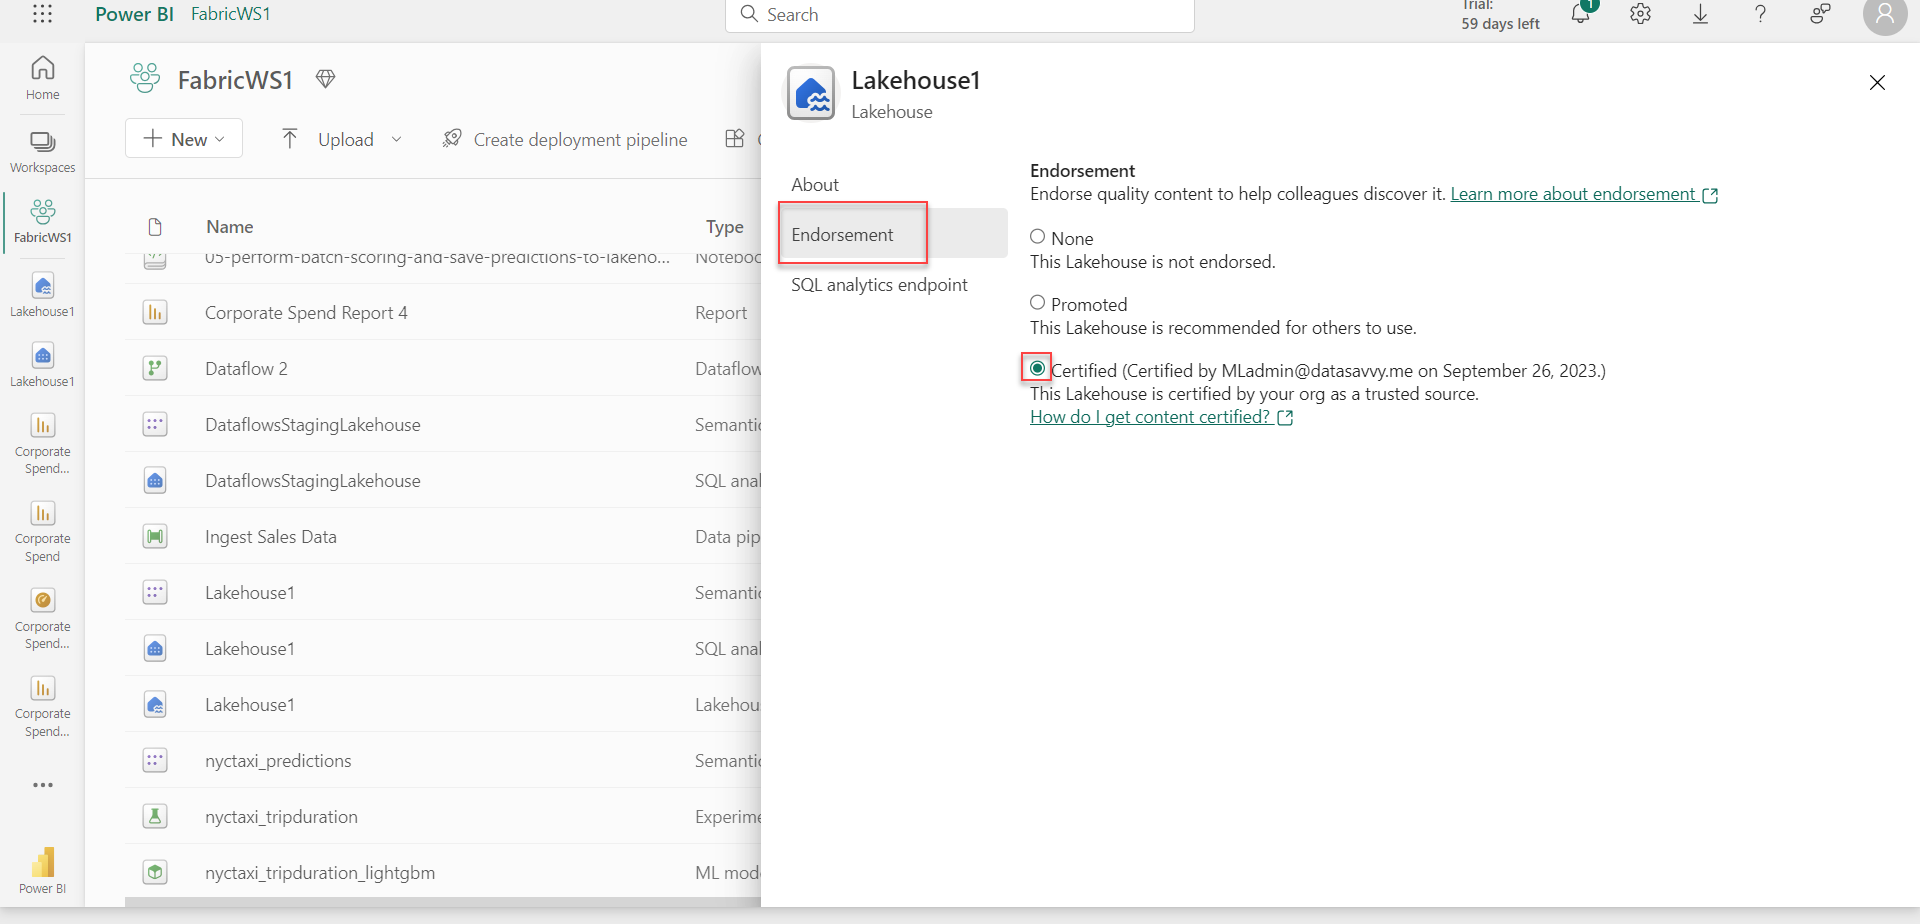 Power BI FabricWS1
Search
Trial:
59 days left
1
Home
Workspaces
FabricWS1
Lakehouse1
Lakehouse1
Corporate
Spend...
Corporate
Spend
Corporate
Spend...
Corporate
Spend...
Power BI
FabricWS1
New
Upload
Create deployment pipeline
Name Type
05-perform-batch-scoring-and-save-predictions-to-lakeho... Noteboo
Corporate Spend Report 4 Report
Dataflow 2 Dataflow
DataflowsStagingLakehouse Semantic
DataflowsStagingLakehouse SQL anal
Ingest Sales Data Data pip
Lakehouse1 Semantic
Lakehouse1 SQL anal
Lakehouse1 Lakehou
nyctaxi_predictions Semantic
nyctaxi_tripduration Experime
nyctaxi_tripduration_lightgbm ML mod
Lakehouse1
Lakehouse
About
Endorsement
SQL analytics endpoint
Endorsement
Endorse quality content to help colleagues discover it. Learn more about endorsement
None
This Lakehouse is not endorsed.
Promoted
This Lakehouse is recommended for others to use.
Certified (Certified by MLadmin@datasavvy.me on September 26, 2023.)
This Lakehouse is certified by your org as a trusted source.
How do I get content certified?